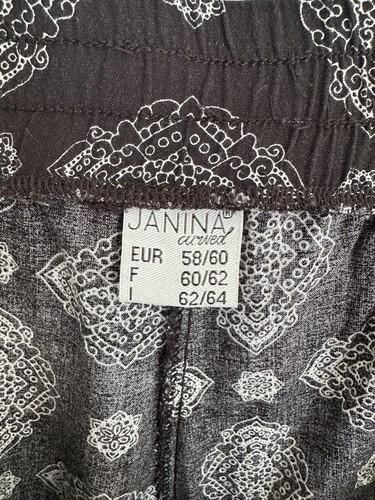 JANINA®
curved
EUR 58/60
F 60/62
I 62/64